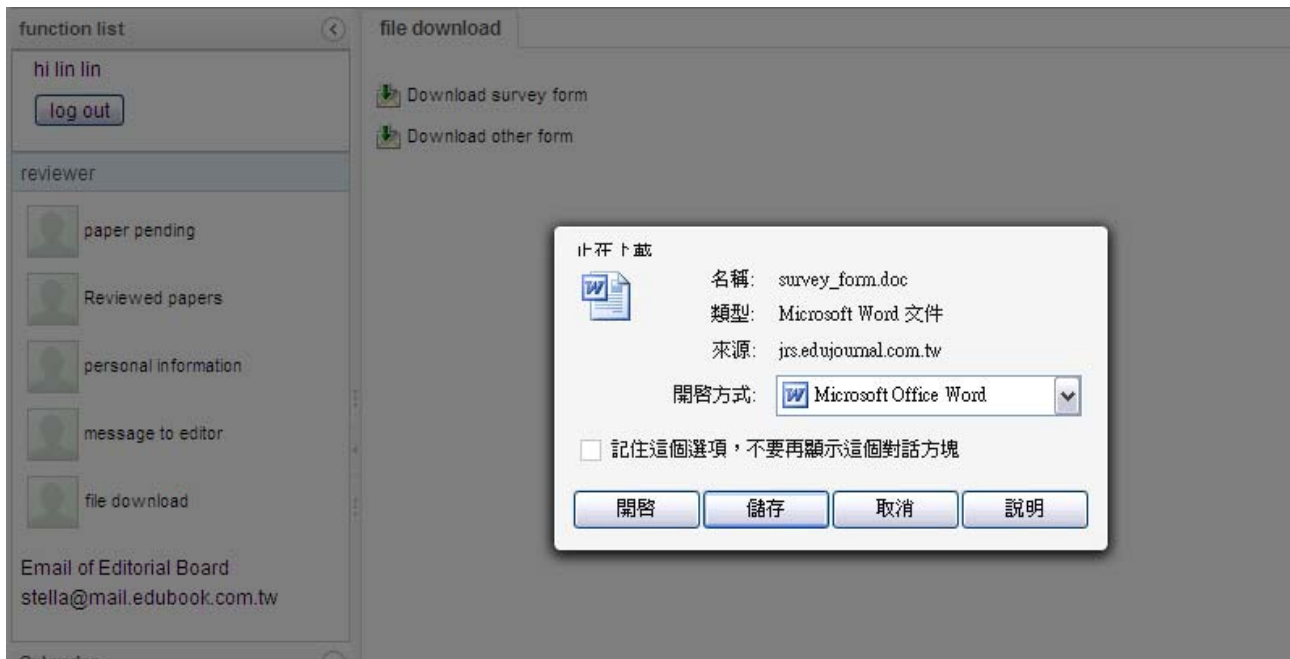 function list
hi lin lin
log out
reviewer
paper pending
Reviewed papers
personal information
message to editor
file download
Email of Editorial Board
stella@mail.edubook.com.tw
file download
Download survey form
Download other form
正在下載
名稱: survey_form.doc
類型: Microsoft Word 文件
來源: jrs.edujournal.com.tw
開啓方式: Microsoft Office Word
記住這個選項，不要再顯示這個對話方塊
開啓 儲存 取消 說明